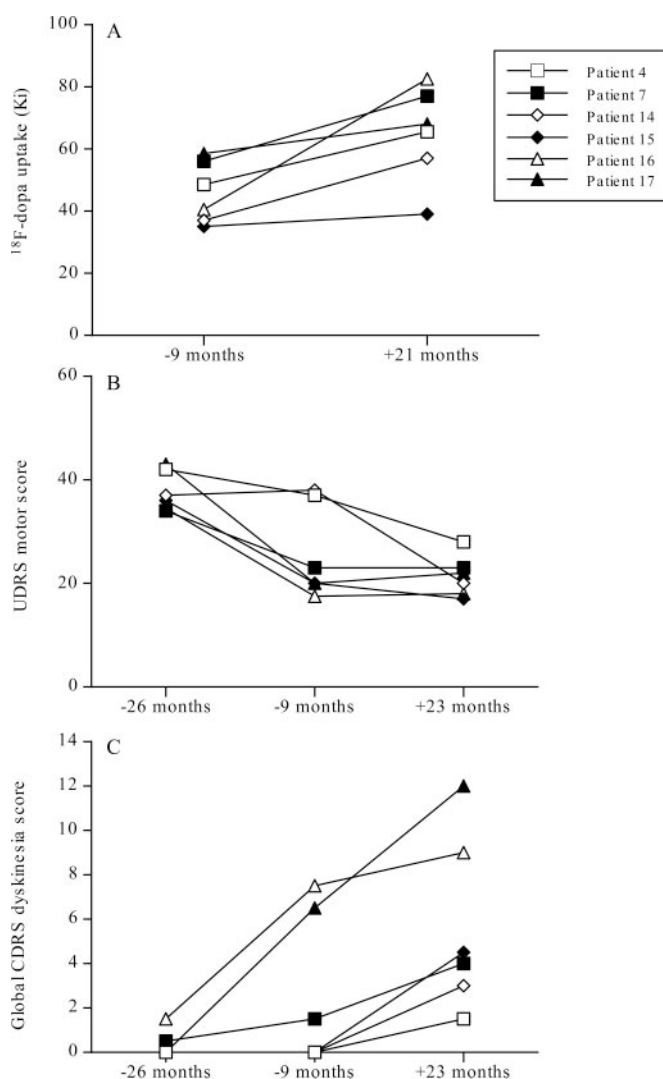 A
100
80
60
40
20
0
¹⁸F-dopa uptake (Ki)
-9 months +21 months
Patient 4
Patient 7
Patient 14
Patient 15
Patient 16
Patient 17
B
60
40
20
0
UDRS motor score
-26 months -9 months +23 months
C
14
12
10
8
6
4
2
0
Global CDRS dyskinesia score
-26 months -9 months +23 months